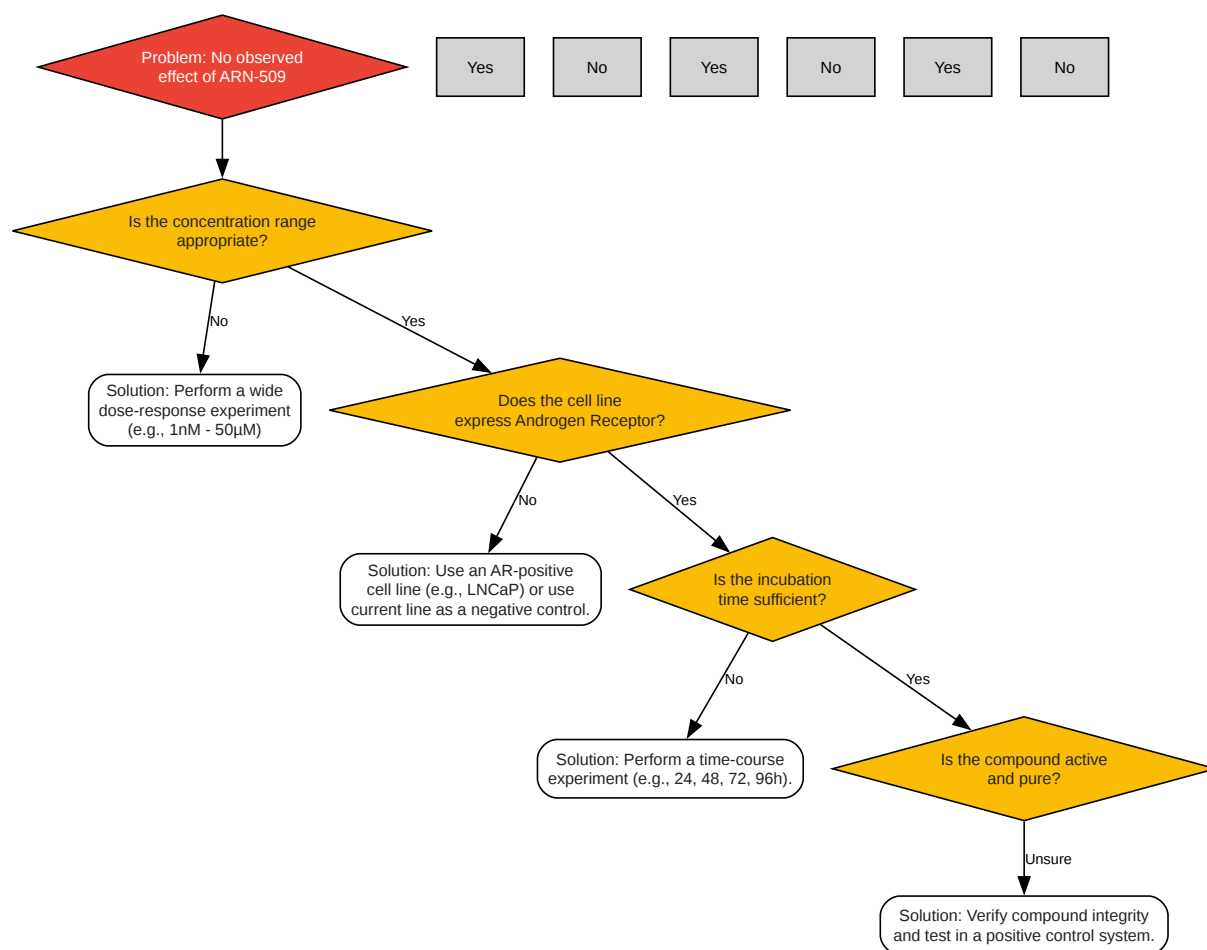 Problem: No observed
effect of ARN-509
Yes
No
Yes
No
Yes
No
Is the concentration range
appropriate?
No
Yes
Solution: Perform a wide
dose-response experiment
(e.g., 1nM - 50µM)
Does the cell line
express Androgen Receptor?
No
Yes
Solution: Use an AR-positive
cell line (e.g., LNCaP) or use
current line as a negative control.
Is the incubation
time sufficient?
No
Yes
Solution: Perform a time-course
experiment (e.g., 24, 48, 72, 96h).
Is the compound active
and pure?
Unsure
Solution: Verify compound integrity
and test in a positive control system.